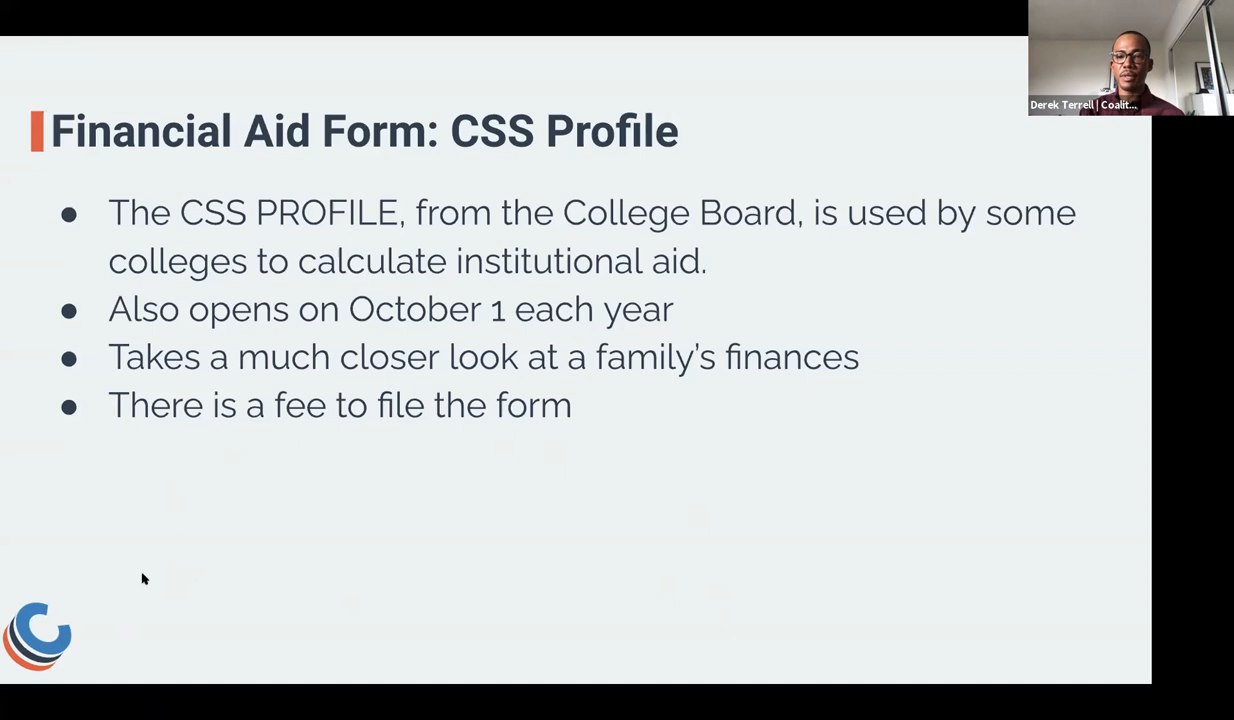 Derek Terrell | Coalit...
Financial Aid Form: CSS Profile
● The CSS PROFILE, from the College Board, is used by some
colleges to calculate institutional aid.
● Also opens on October 1 each year
● Takes a much closer look at a family's finances
● There is a fee to file the form